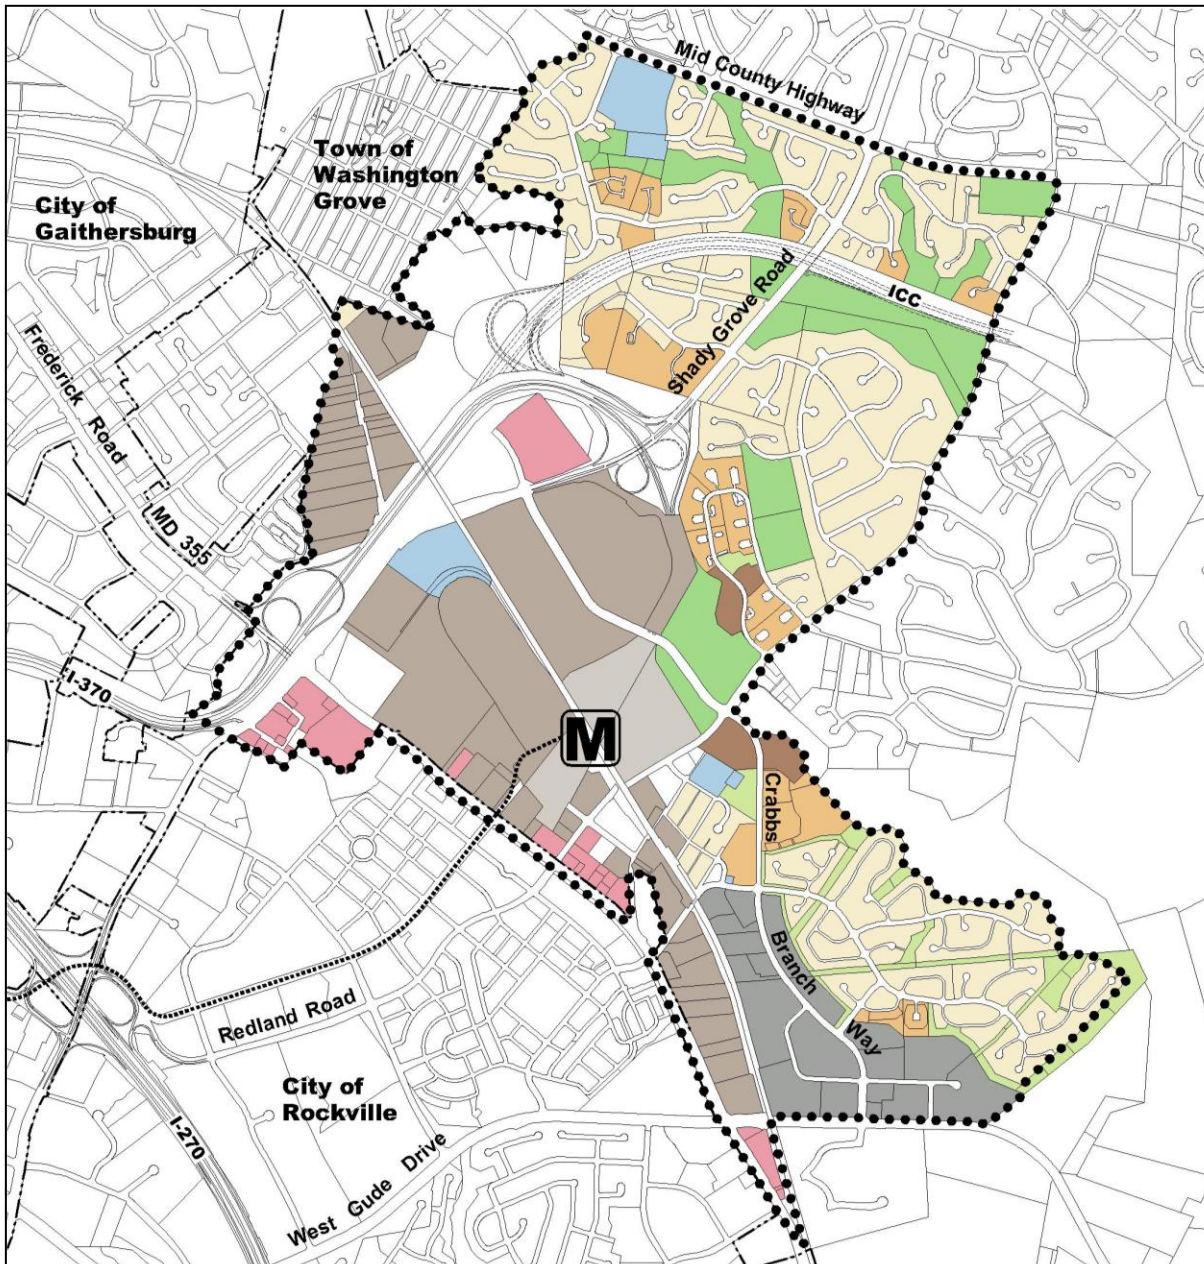 Mid County Highway
Town of
Washington
Grove
City of
Gaithersburg
Frederick Road
MD 355
Shady Grove Road
ICC
I-370
M
Crabbs
Branch
Way
Redland Road
City of
Rockville
I-270
West Gude Drive